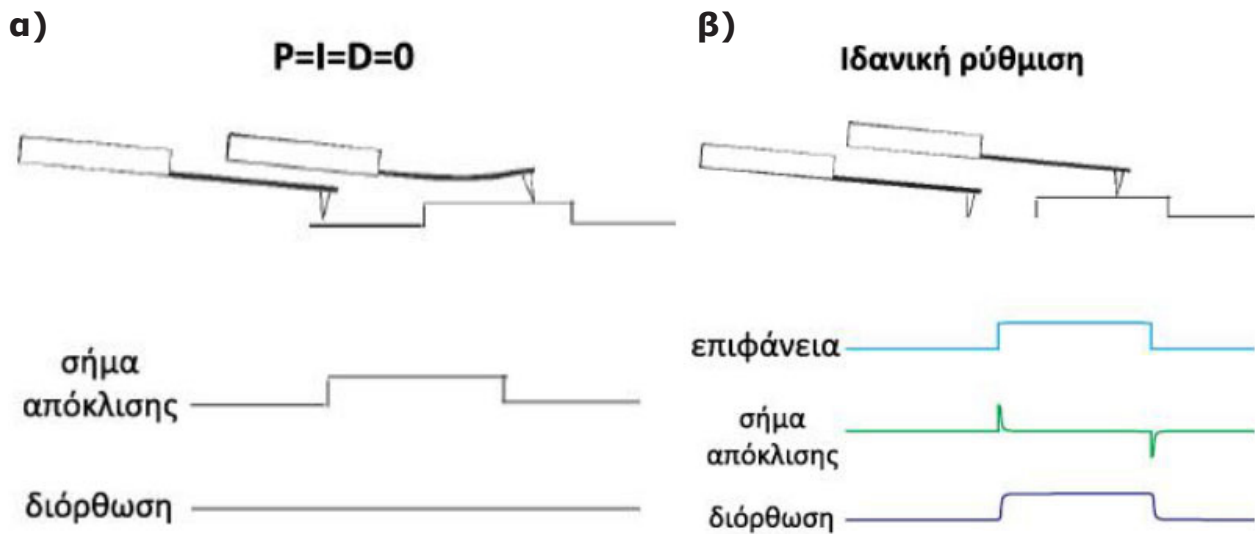 α)
P=I=D=0
σήμα
απόκλισης
διόρθωση
β)
Ιδανική ρύθμιση
επιφάνεια
σήμα
απόκλισης
διόρθωση